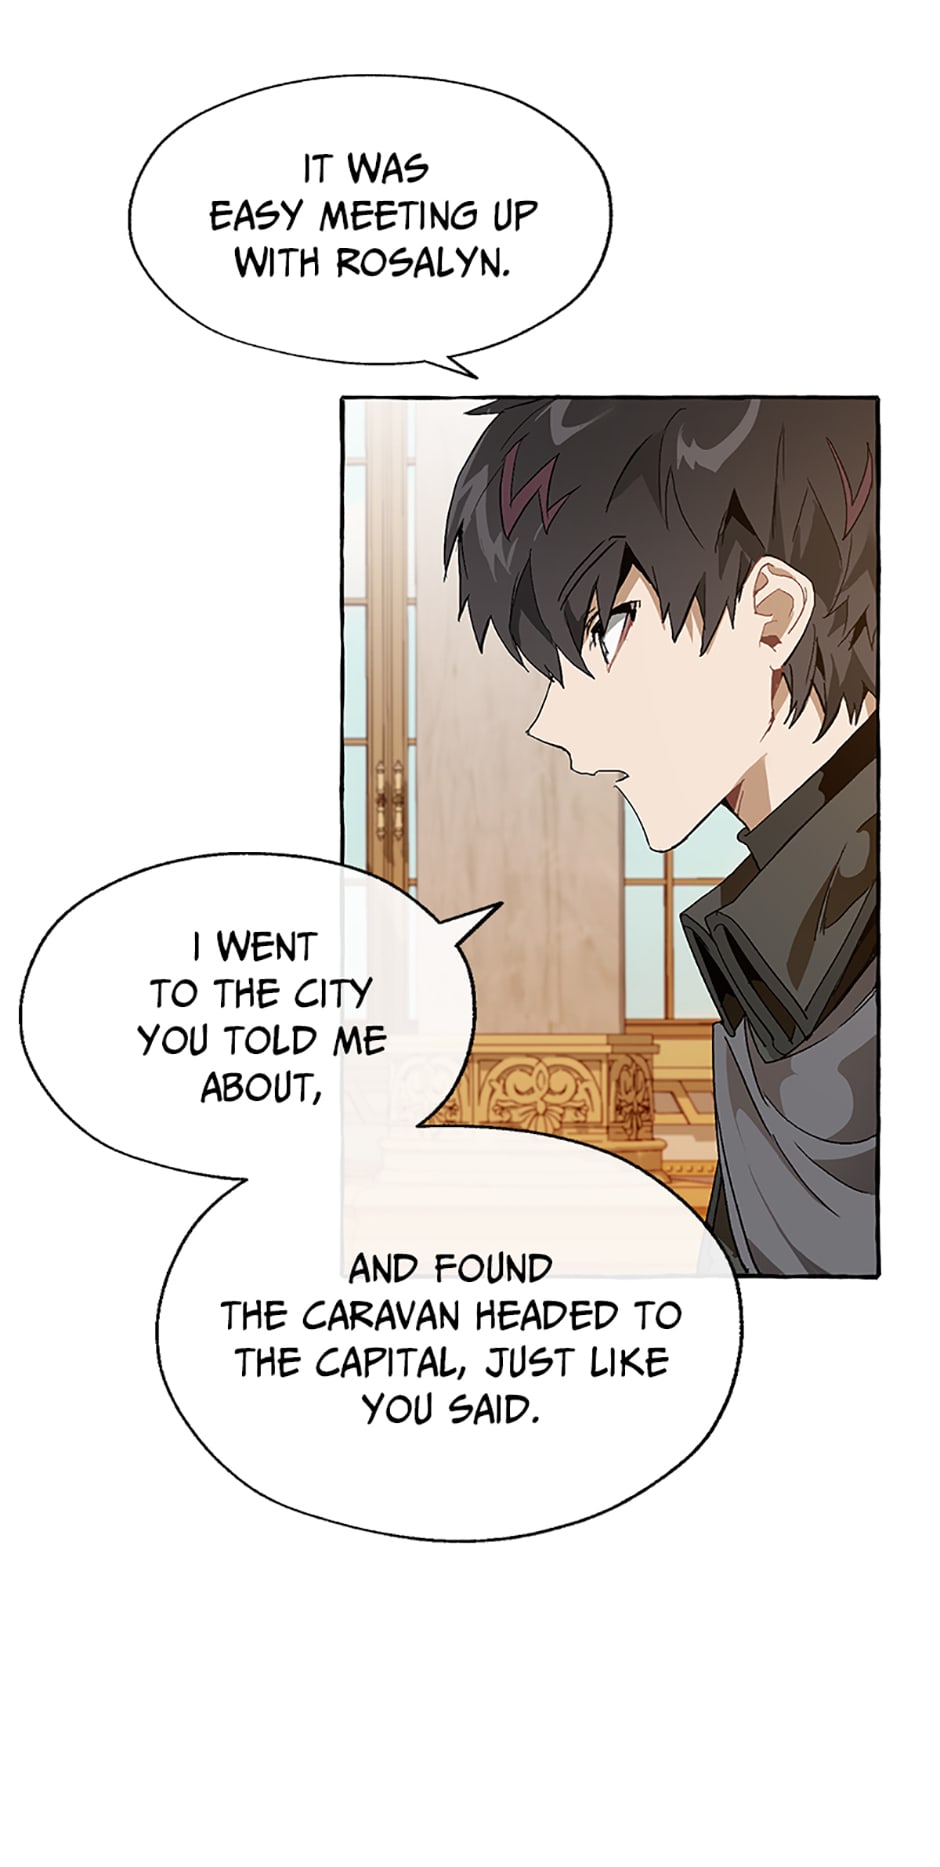 IT WAS
EASY MEETING UP
WITH ROSALYN.
I WENT
TO THE CITY
YOU TOLD ME
ABOUT,
AND FOUND
THE CARAVAN HEADED TO
THE CAPITAL, JUST LIKE
YOU SAID.